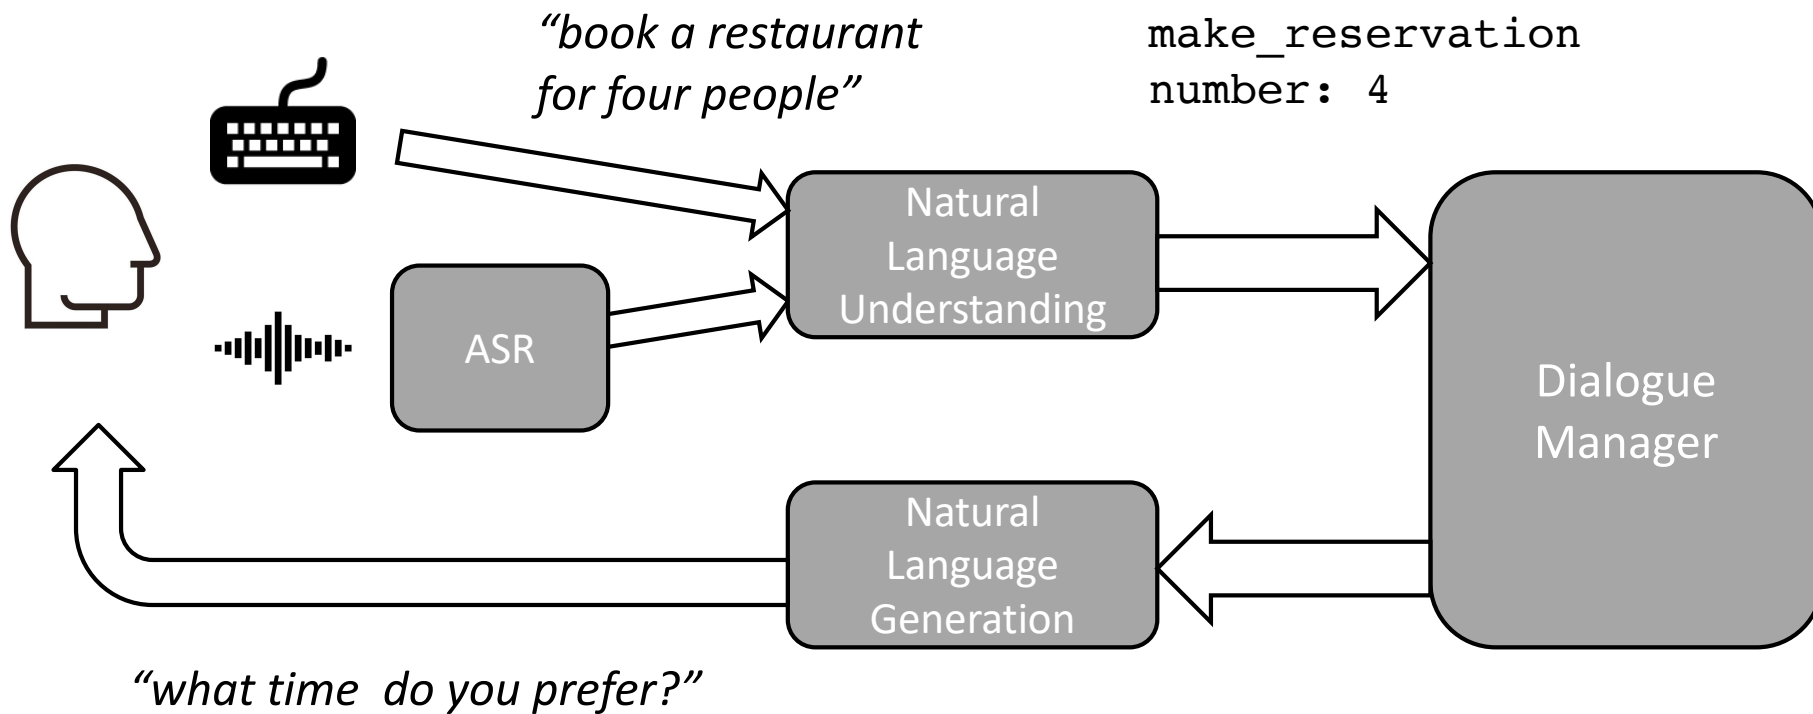 “book a restaurant
for four people”
make_reservation
number: 4
Natural
Language
Understanding
ASR
Dialogue
Manager
Natural
Language
Generation
“what time  do you prefer?”